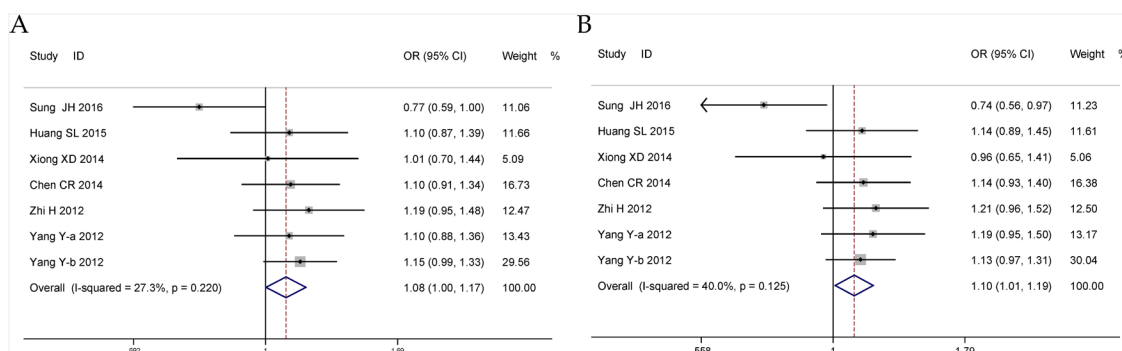 A
Study ID OR (95% CI) Weight %
Sung JH 2016 0.77 (0.59, 1.00) 11.06
Huang SL 2015 1.10 (0.87, 1.39) 11.66
Xiong XD 2014 1.01 (0.70, 1.44) 5.09
Chen CR 2014 1.10 (0.91, 1.34) 16.73
Zhi H 2012 1.19 (0.95, 1.48) 12.47
Yang Y-a 2012 1.10 (0.88, 1.36) 13.43
Yang Y-b 2012 1.15 (0.99, 1.33) 29.56
Overall (I-squared = 27.3%, p = 0.220) 1.08 (1.00, 1.17) 100.00
1
B
Study ID OR (95% CI) Weight %
Sung JH 2016 0.74 (0.56, 0.97) 11.23
Huang SL 2015 1.14 (0.89, 1.45) 11.61
Xiong XD 2014 0.96 (0.65, 1.41) 5.06
Chen CR 2014 1.14 (0.93, 1.40) 16.38
Zhi H 2012 1.21 (0.96, 1.52) 12.50
Yang Y-a 2012 1.19 (0.95, 1.50) 13.17
Yang Y-b 2012 1.13 (0.97, 1.31) 30.04
Overall (I-squared = 40.0%, p = 0.125) 1.10 (1.01, 1.19) 100.00
.558 1 1.79